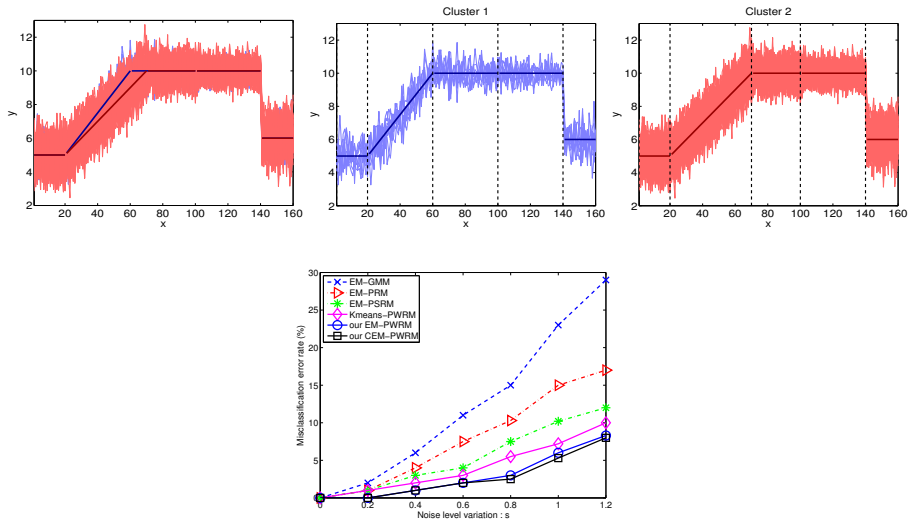 Cluster 1
Cluster 2
12
10
8
6
4
2
y
20 40 60 80 100 120 140 160
x
12
10
8
6
4
2
y
20 40 60 80 100 120 140 160
x
12
10
8
6
4
2
y
20 40 60 80 100 120 140 160
x
30
25
20
15
10
5
Misclassification error rate (%)
EM-GMM
EM-PRM
EM-PSRM
Kmeans-PWRM
our EM-PWRM
our CEM-PWRM
0 0.2 0.4 0.6 0.8 1 1.2
Noise level variation : s